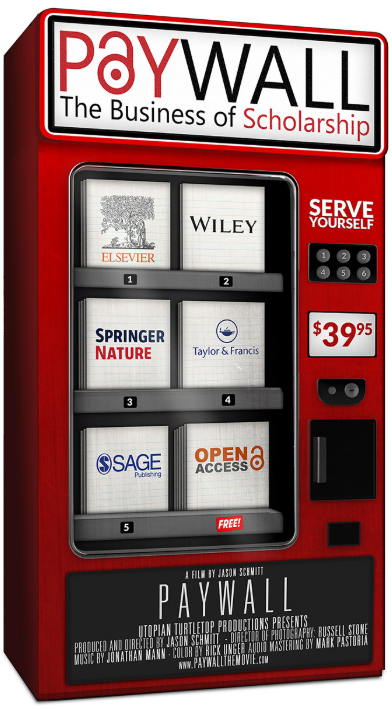 PaYWALL
The Business of Scholarship
ELSEVIER
WILEY
1
2
SPRINGER
NATURE
Taylor & Francis
3
4
SAGE
Publishing
OPEN
ACCESS
5
FREE!
SERVE
YOURSELF
1 2 3
4 5 6
$3995
A FILM BY JASON SCHMITT
PAYWALL
UTOPIAN TURTLETOP PRODUCTIONS PRESENTS
PRODUCED AND DIRECTED BY JASON SCHMITT - DIRECTOR OF PHOTOGRAPHY: RUSSELL STONE
MUSIC BY JONATHAN MANN - COLOR BY RICK UNGER AUDIO MASTERING BY MARK PASTORIA
WWW.PAYWALLTHEMOVIE.COM